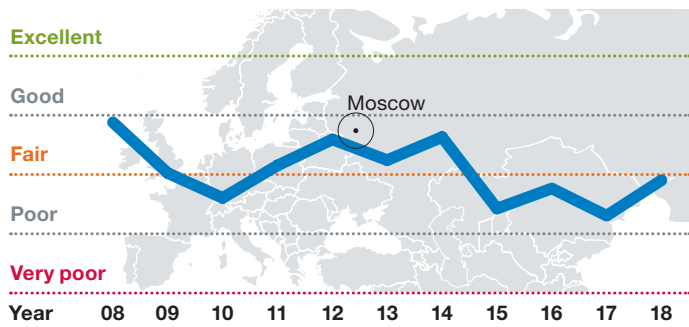 Excellent
Good
Moscow
Fair
Poor
Very poor
Year 08 09 10 11 12 13 14 15 16 17 18